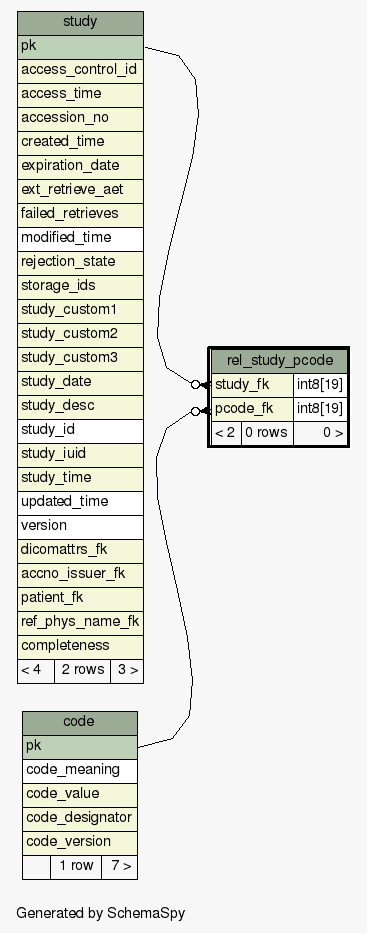 study
pk
access_control_id
access_time
accession_no
created_time
expiration_date
ext_retrieve_aet
failed_retrieves
modified_time
rejection_state
storage_ids
study_custom1
study_custom2
study_custom3
study_date
study_desc
study_id
study_iuid
study_time
updated_time
version
dicomattrs_fk
accno_issuer_fk
patient_fk
ref_phys_name_fk
completeness
< 4 2 rows 3 >
rel_study_pcode
study_fk int8[19]
pcode_fk int8[19]
< 2 0 rows 0 >
code
pk
code_meaning
code_value
code_designator
code_version
1 row 7 >
Generated by SchemaSpy